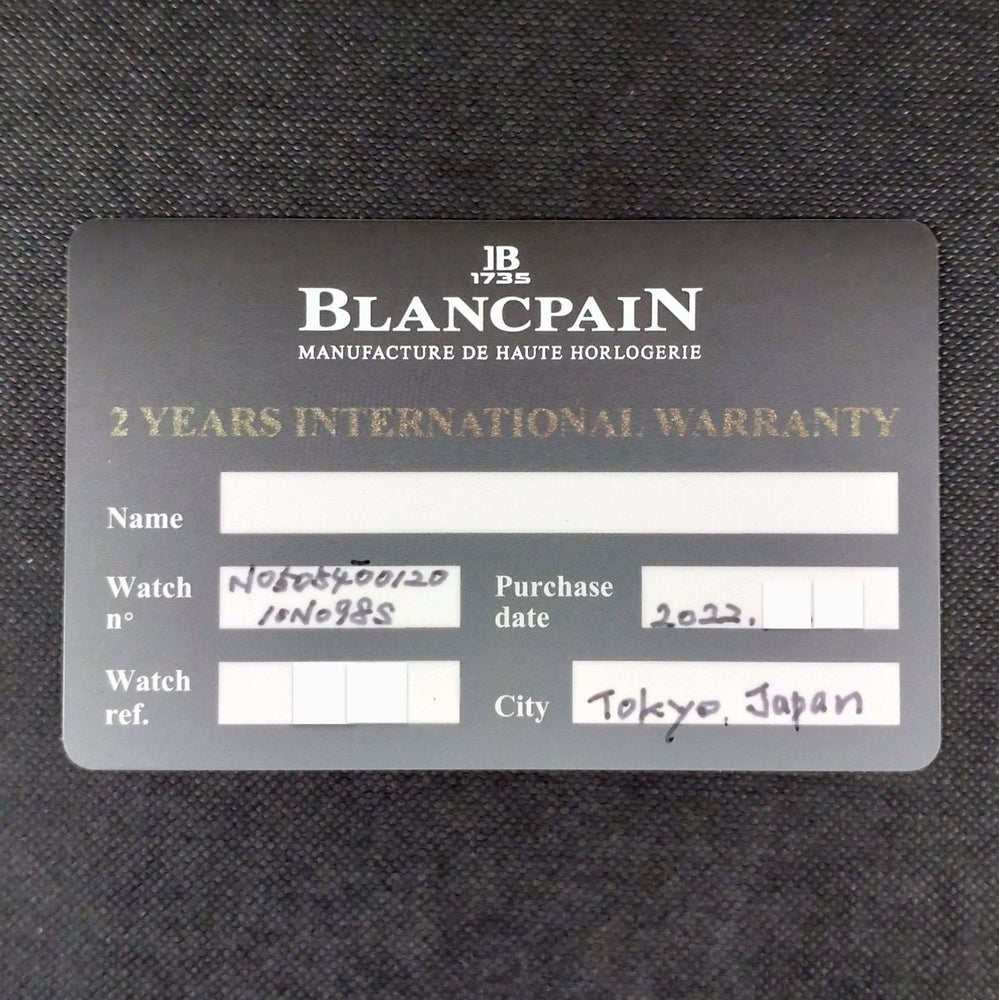 JB
1735
BLANCPAIN
MANUFACTURE DE HAUTE HORLOGERIE
2 YEARS INTERNATIONAL WARRANTY
Name
Watch n° N0505400120
10N098S
Purchase date 2022.
Watch ref.
City Tokyo, Japan